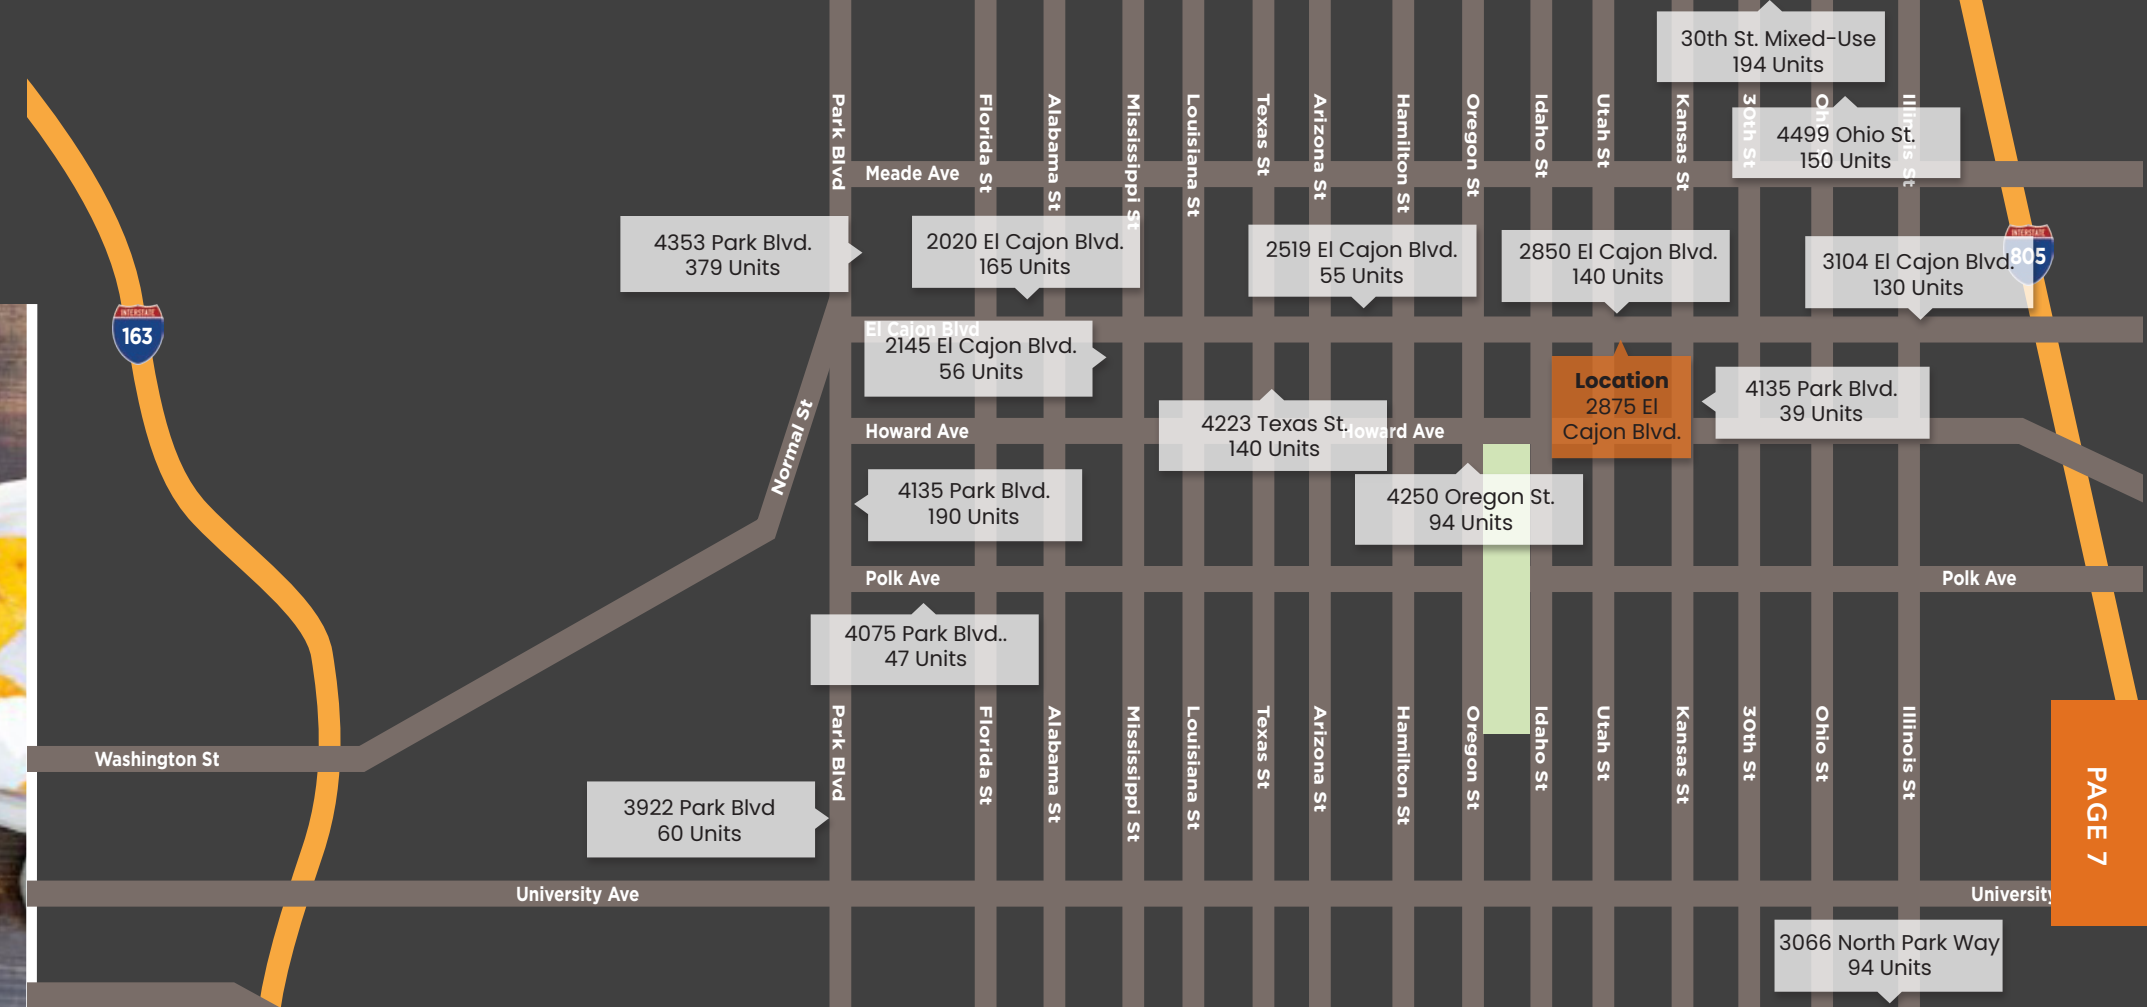 30th St. Mixed-Use
194 Units
Park Blvd
Florida St
Alabama St
Mississippi St
Louisiana St
Texas St
Arizona St
Hamilton St
Oregon St
Idaho St
Utah St
Kansas St
30th St
Ohio St
Illinois St
4499 Ohio St.
150 Units
Meade Ave
4353 Park Blvd.
379 Units
2020 El Cajon Blvd.
165 Units
2519 El Cajon Blvd.
55 Units
2850 El Cajon Blvd.
140 Units
3104 El Cajon Blvd.
130 Units
INTERSTATE
805
INTERSTATE
163
El Cajon Blvd
2145 El Cajon Blvd.
56 Units
Location
2875 El
Cajon Blvd.
4135 Park Blvd.
39 Units
Normal St
Howard Ave
4223 Texas St.
140 Units
Howard Ave
4135 Park Blvd.
190 Units
4250 Oregon St.
94 Units
Polk Ave
Polk Ave
4075 Park Blvd..
47 Units
Park Blvd
Florida St
Alabama St
Mississippi St
Louisiana St
Texas St
Arizona St
Hamilton St
Oregon St
Idaho St
Utah St
Kansas St
30th St
Ohio St
Illinois St
Washington St
3922 Park Blvd
60 Units
PAGE 7
University Ave
University
3066 North Park Way
94 Units